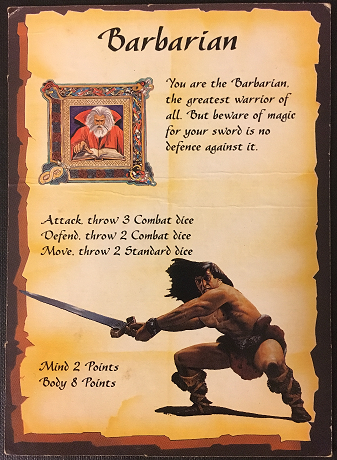 Barbarian
You are the Barbarian,
the greatest warrior of
all. But beware of magic
for your sword is no
defence against it.
Attack, throw 3 Combat dice
Defend, throw 2 Combat dice
Move, throw 2 Standard dice
Mind 2 Points
Body 8 Points